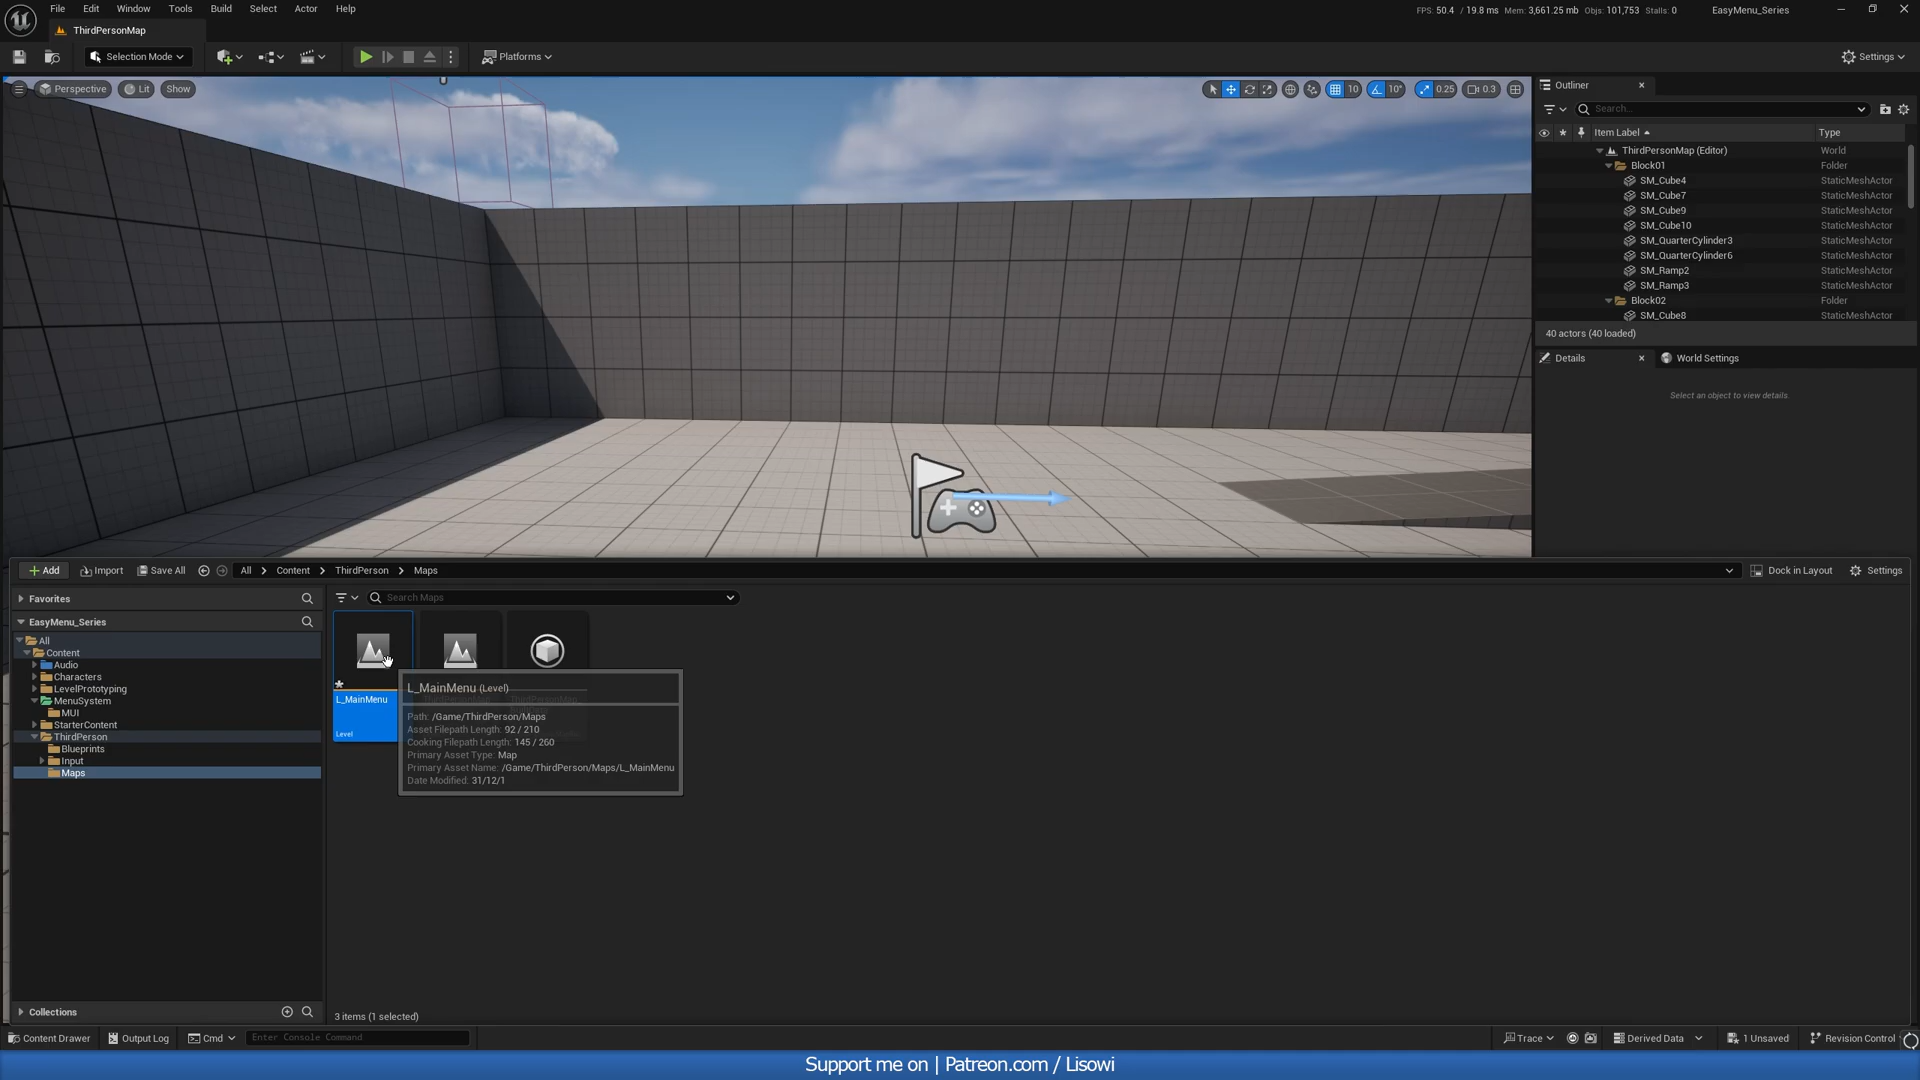 File Edit Window Tools Build Select Actor Help
FPS: 50.4 / 19.8 ms Mem: 3,661.25 mb Objs: 101,753 Stalls: 0 EasyMenu_Series
ThirdPersonMap
Selection Mode
Platforms
Settings
Perspective Lit Show
10 10° 0.25 0.3
Outliner
Search...
Item Label Type
ThirdPersonMap (Editor) World
Block01 Folder
SM_Cube4 StaticMeshActor
SM_Cube7 StaticMeshActor
SM_Cube9 StaticMeshActor
SM_Cube10 StaticMeshActor
SM_QuarterCylinder3 StaticMeshActor
SM_QuarterCylinder6 StaticMeshActor
SM_Ramp2 StaticMeshActor
SM_Ramp3 StaticMeshActor
Block02 Folder
SM_Cube8 StaticMeshActor
40 actors (40 loaded)
Details World Settings
Select an object to view details.
Add Import Save All All Content ThirdPerson Maps Dock in Layout Settings
Favorites
EasyMenu_Series
All
Content
Audio
Characters
LevelPrototyping
MenuSystem
MUI
StarterContent
ThirdPerson
Blueprints
Input
Maps
Collections
Search Maps
L_MainMenu
Level
L_MainMenu (Level)
Path: /Game/ThirdPerson/Maps
Asset Filepath Length: 92 / 210
Cooking Filepath Length: 145 / 260
Primary Asset Type: Map
Primary Asset Name: /Game/ThirdPerson/Maps/L_MainMenu
Date Modified: 31/12/1
3 items (1 selected)
Content Drawer Output Log Cmd Enter Console Command
Trace Derived Data 1 Unsaved Revision Control
Support me on | Patreon.com / Lisowi